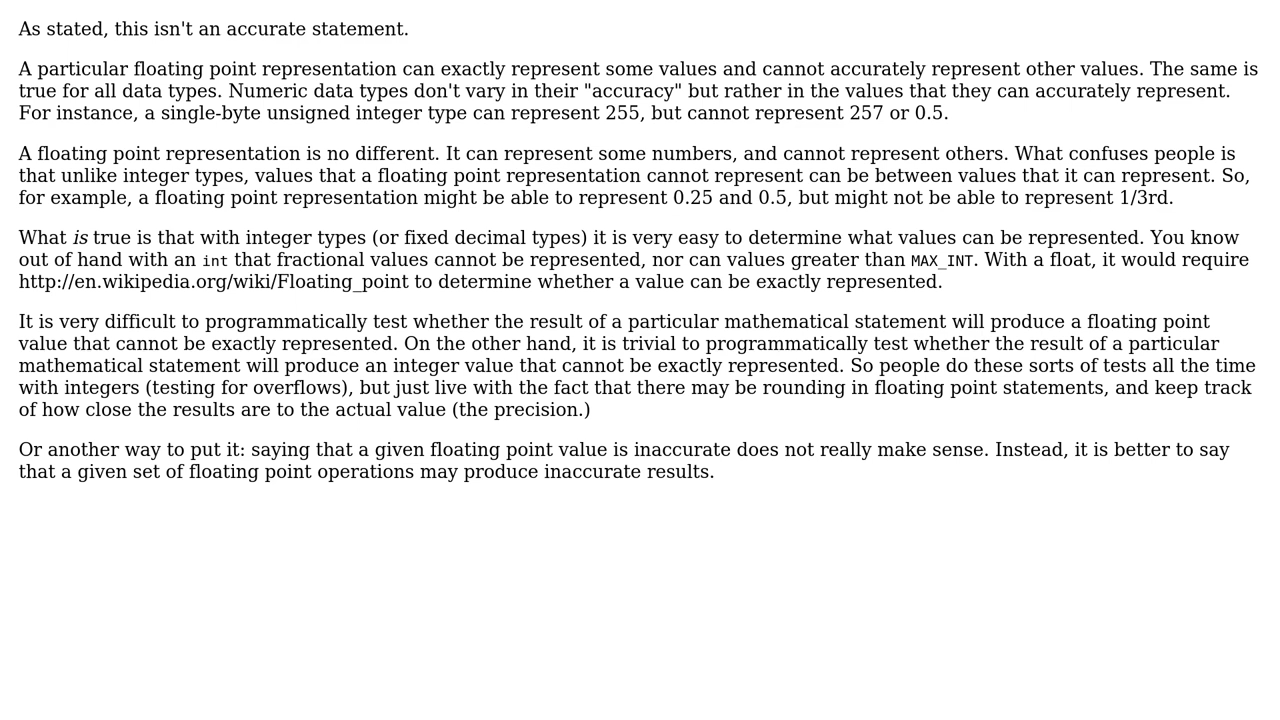 As stated, this isn't an accurate statement.
A particular floating point representation can exactly represent some values and cannot accurately represent other values. The same is
true for all data types. Numeric data types don't vary in their "accuracy" but rather in the values that they can accurately represent.
For instance, a single-byte unsigned integer type can represent 255, but cannot represent 257 or 0.5.
A floating point representation is no different. It can represent some numbers, and cannot represent others. What confuses people is
that unlike integer types, values that a floating point representation cannot represent can be between values that it can represent. So,
for example, a floating point representation might be able to represent 0.25 and 0.5, but might not be able to represent 1/3rd.
What is true is that with integer types (or fixed decimal types) it is very easy to determine what values can be represented. You know
out of hand with an int that fractional values cannot be represented, nor can values greater than MAX_INT. With a float, it would require
http://en.wikipedia.org/wiki/Floating_point to determine whether a value can be exactly represented.
It is very difficult to programmatically test whether the result of a particular mathematical statement will produce a floating point
value that cannot be exactly represented. On the other hand, it is trivial to programmatically test whether the result of a particular
mathematical statement will produce an integer value that cannot be exactly represented. So people do these sorts of tests all the time
with integers (testing for overflows), but just live with the fact that there may be rounding in floating point statements, and keep track
of how close the results are to the actual value (the precision.)
Or another way to put it: saying that a given floating point value is inaccurate does not really make sense. Instead, it is better to say
that a given set of floating point operations may produce inaccurate results.